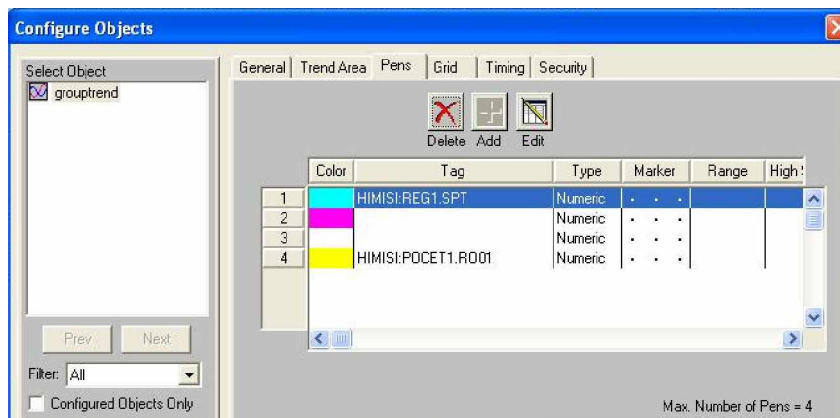 Configure Objects
Select Object
grouptrend
General Trend Area Pens Grid Timing Security
Delete Add Edit
Color Tag Type Marker Range High
1 HIMISI:REG1.SPT Numeric
2 Numeric
3 Numeric
4 HIMISI:POCET1.RO01 Numeric
Prev Next
Filter: All
Configured Objects Only
Max. Number of Pens = 4